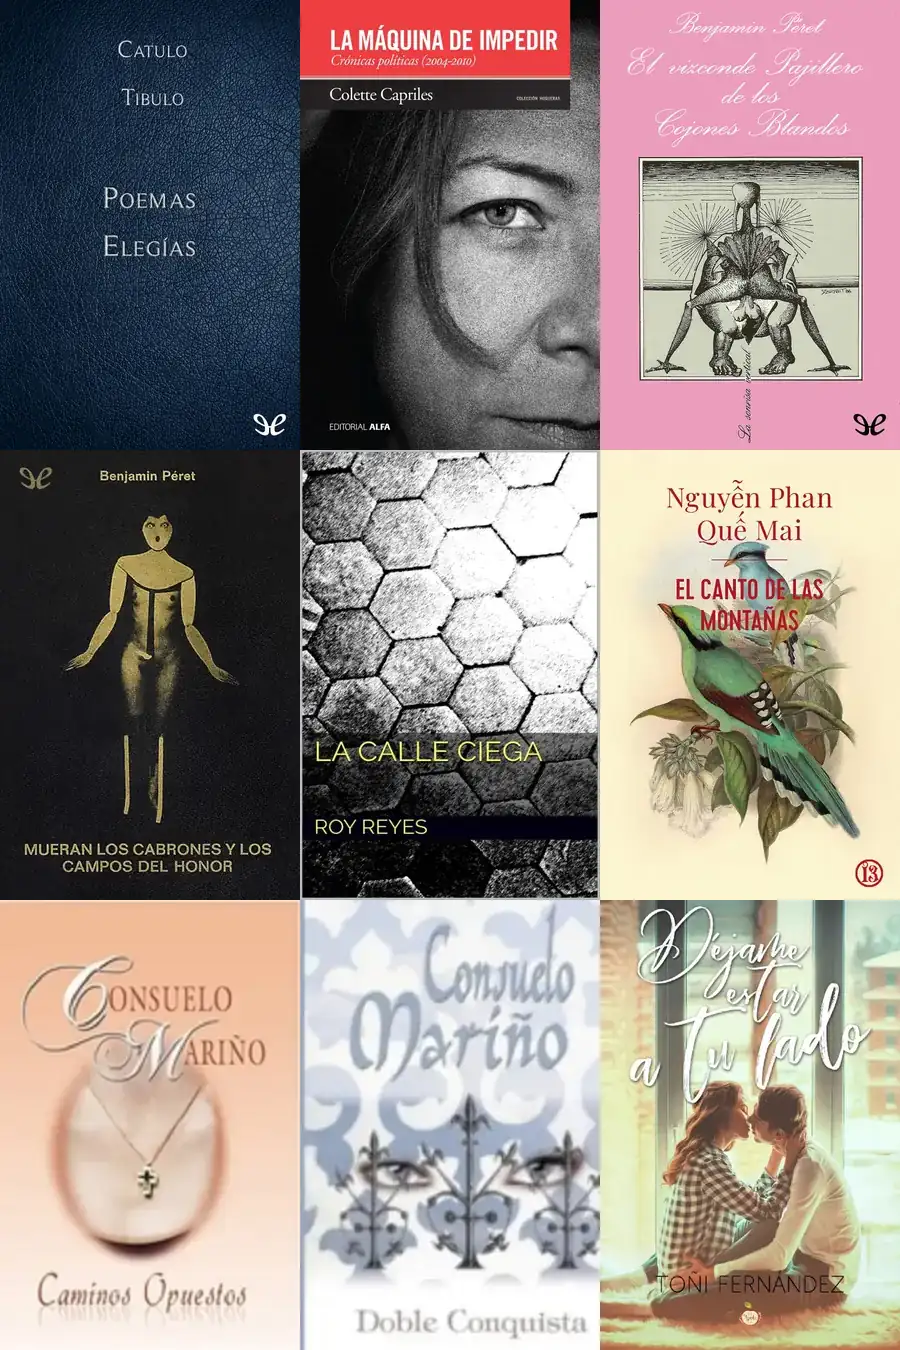 CATULO
TIBULO
POEMAS
ELEGÍAS
LA MÁQUINA DE IMPEDIR
Crónicas políticas (2004-2010)
Colette Capriles
COLECCIÓN HOGUERAS
EDITORIAL ALFA
Benjamin Péret
El vizconde Pajillero
de los
Cojones Blandos
La sonrisa vertical
Benjamin Péret
MUERAN LOS CABRONES Y LOS
CAMPOS DEL HONOR
LA CALLE CIEGA
ROY REYES
Nguyễn Phan
Quế Mai
EL CANTO DE LAS
MONTAÑAS
13
CONSUELO
MARIÑO
Caminos Opuestos
Consuelo
Mariño
Doble Conquista
Déjame
estar
a tu lado
TOÑI FERNÁNDEZ